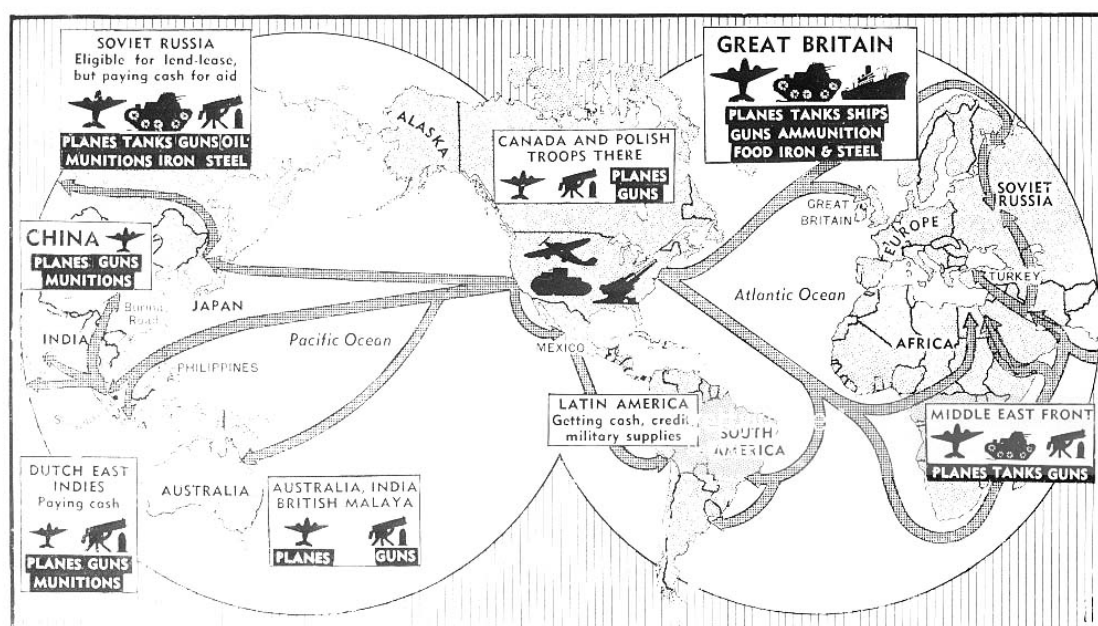 SOVIET RUSSIA
Eligible for lend-lease,
but paying cash for aid
PLANES TANKS GUNS OIL
MUNITIONS IRON STEEL
GREAT BRITAIN
PLANES TANKS SHIPS
GUNS AMMUNITION
FOOD IRON & STEEL
ALASKA
CANADA AND POLISH
TROOPS THERE
PLANES
GUNS
GREAT
BRITAIN
EUROPE
SOVIET
RUSSIA
TURKEY
CHINA
PLANES GUNS
MUNITIONS
JAPAN
Burma
Road
INDIA
Pacific Ocean
PHILIPPINES
MEXICO
Atlantic Ocean
AFRICA
LATIN AMERICA
Getting cash, credit,
military supplies
SOUTH
AMERICA
MIDDLE EAST FRONT
PLANES TANKS GUNS
DUTCH EAST
INDIES
Paying cash
PLANES GUNS
MUNITIONS
AUSTRALIA
AUSTRALIA, INDIA
BRITISH MALAYA
PLANES
GUNS